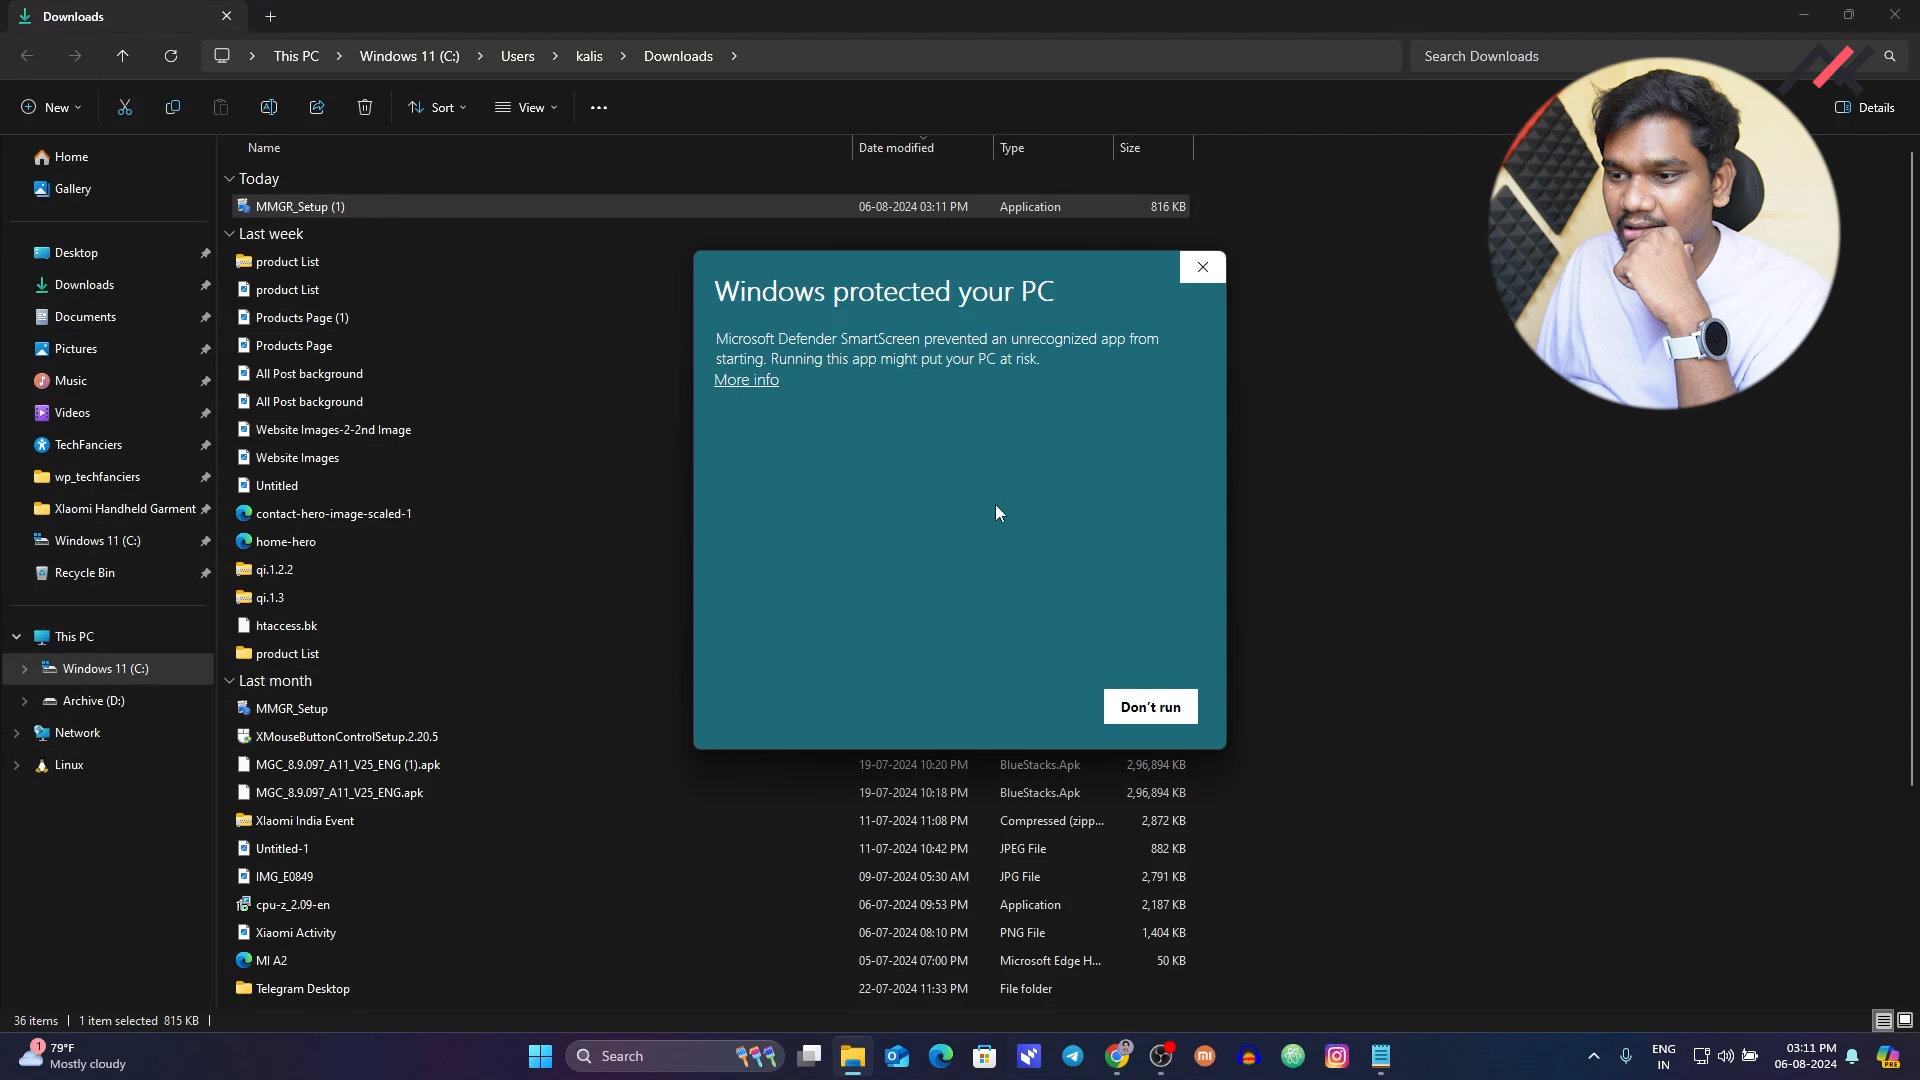 Downloads
This PC > Windows 11 (C:) > Users > kalis > Downloads >
Search Downloads
New
Sort
View
Details
Home
Gallery
Desktop
Downloads
Documents
Pictures
Music
Videos
TechFanciers
wp_techfanciers
XIaomi Handheld Garment
Windows 11 (C:)
Recycle Bin
This PC
Windows 11 (C:)
Archive (D:)
Network
Linux
Name Date modified Type Size
Today
MMGR_Setup (1) 06-08-2024 03:11 PM Application 816 KB
Last week
product List
product List
Products Page (1)
Products Page
All Post background
All Post background
Website Images-2-2nd Image
Website Images
Untitled
contact-hero-image-scaled-1
home-hero
qi.1.2.2
qi.1.3
htaccess.bk
product List
Last month
MMGR_Setup
XMouseButtonControlSetup.2.20.5
MGC_8.9.097_A11_V25_ENG (1).apk 19-07-2024 10:20 PM BlueStacks.Apk 2,96,894 KB
MGC_8.9.097_A11_V25_ENG.apk 19-07-2024 10:18 PM BlueStacks.Apk 2,96,894 KB
XIaomi India Event 11-07-2024 11:08 PM Compressed (zipp... 2,872 KB
Untitled-1 11-07-2024 10:42 PM JPEG File 882 KB
IMG_E0849 09-07-2024 05:30 AM JPG File 2,791 KB
cpu-z_2.09-en 06-07-2024 09:53 PM Application 2,187 KB
Xiaomi Activity 06-07-2024 08:10 PM PNG File 1,404 KB
MI A2 05-07-2024 07:00 PM Microsoft Edge H... 50 KB
Telegram Desktop 22-07-2024 11:33 PM File folder
Windows protected your PC
Microsoft Defender SmartScreen prevented an unrecognized app from
starting. Running this app might put your PC at risk.
More info
Don't run
36 items 1 item selected 815 KB
1
79°F
Mostly cloudy
Search
ENG
IN
03:11 PM
06-08-2024
PRE